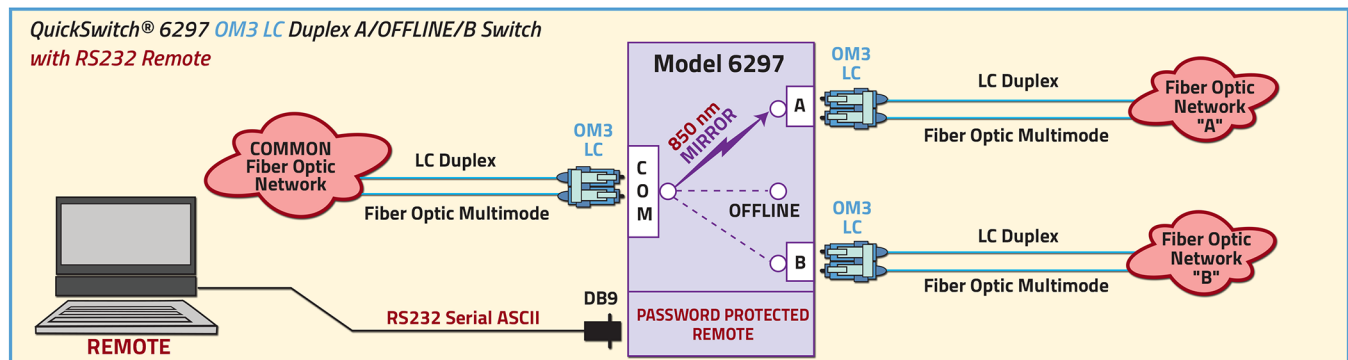 QuickSwitch® 6297 OM3 LC Duplex A/OFFLINE/B Switch
with RS232 Remote
Model 6297
COMMON
Fiber Optic
Network
LC Duplex
Fiber Optic Multimode
OM3
LC
COM
850 nm
MIRROR
A
OFFLINE
B
OM3
LC
LC Duplex
Fiber Optic Multimode
Fiber Optic
Network
"A"
OM3
LC
LC Duplex
Fiber Optic Multimode
Fiber Optic
Network
"B"
REMOTE
RS232 Serial ASCII
DB9
PASSWORD PROTECTED
REMOTE